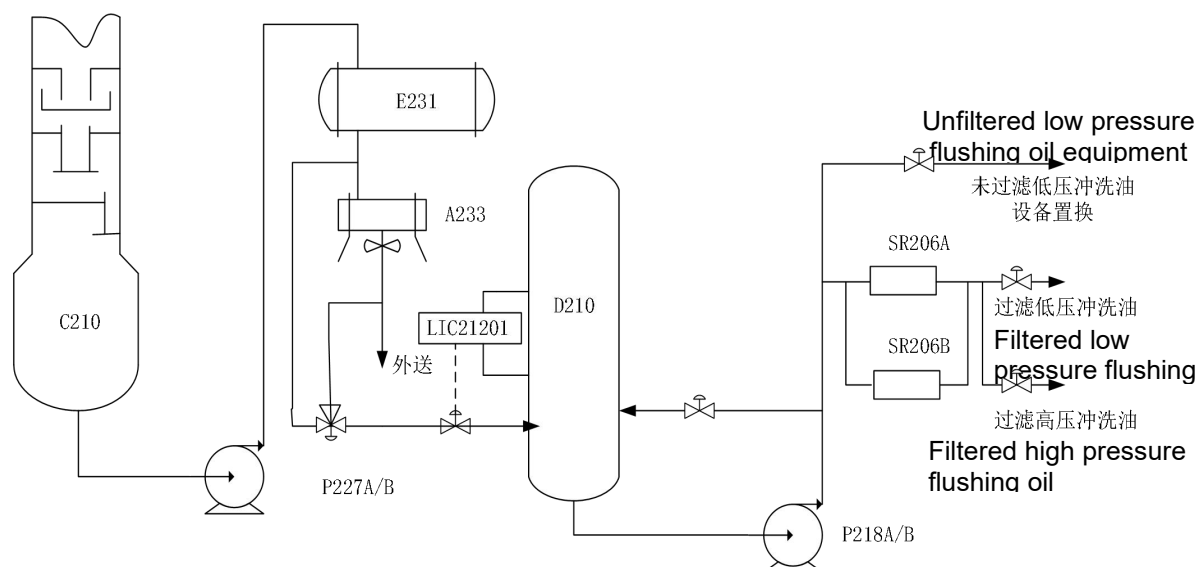 E231
Unfiltered low pressure
flushing oil equipment
未过滤低压冲洗油
设备置换
A233
SR206A
D210
C210
LIC21201
过滤低压冲洗油
外送
SR206B
Filtered low
pressure flushing
过滤高压冲洗油
Filtered high pressure
flushing oil
P227A/B
P218A/B